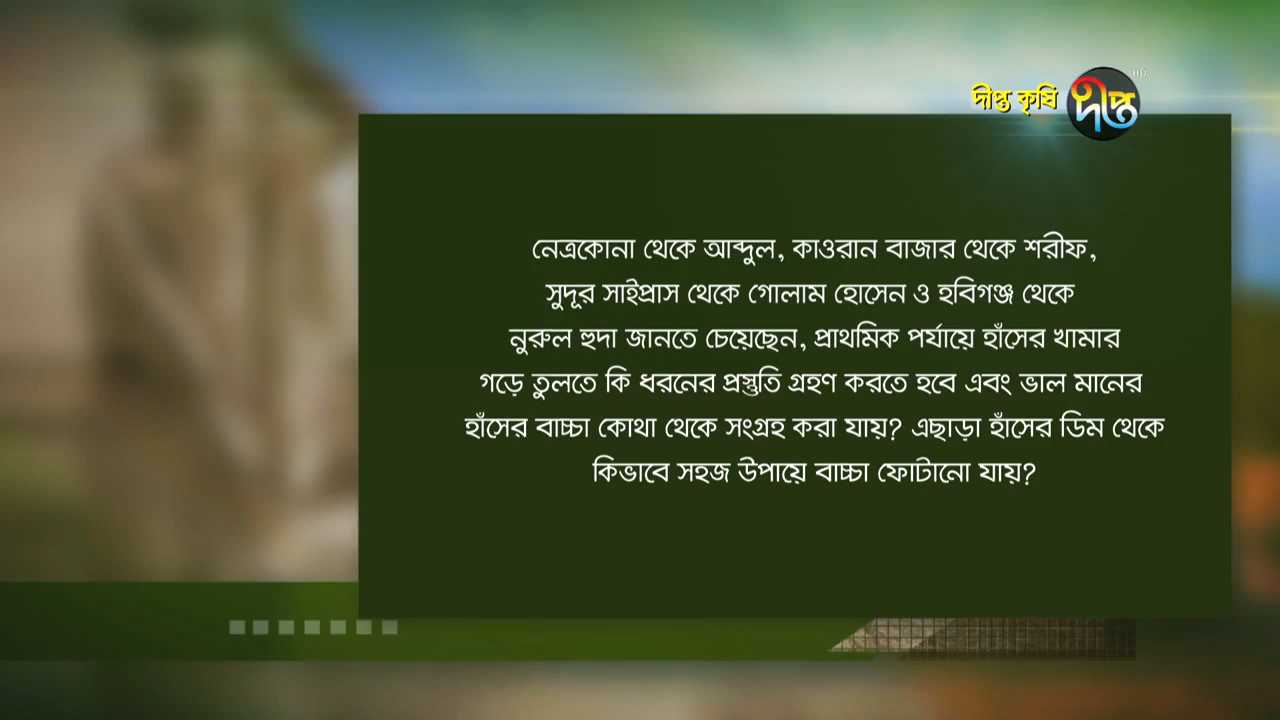 দীপ্ত কৃষি
দীপ্ত
HD
নেত্রকোনা থেকে আব্দুল, কাওরান বাজার থেকে শরীফ,
সুদূর সাইপ্রাস থেকে গোলাম হোসেন ও হবিগঞ্জ থেকে
নুরুল হুদা জানতে চেয়েছেন, প্রাথমিক পর্যায়ে হাঁসের খামার
গড়ে তুলতে কি ধরনের প্রস্তুতি গ্রহণ করতে হবে এবং ভাল মানের
হাঁসের বাচ্চা কোথা থেকে সংগ্রহ করা যায়? এছাড়া হাঁসের ডিম থেকে
কিভাবে সহজ উপায়ে বাচ্চা ফোটানো যায়?